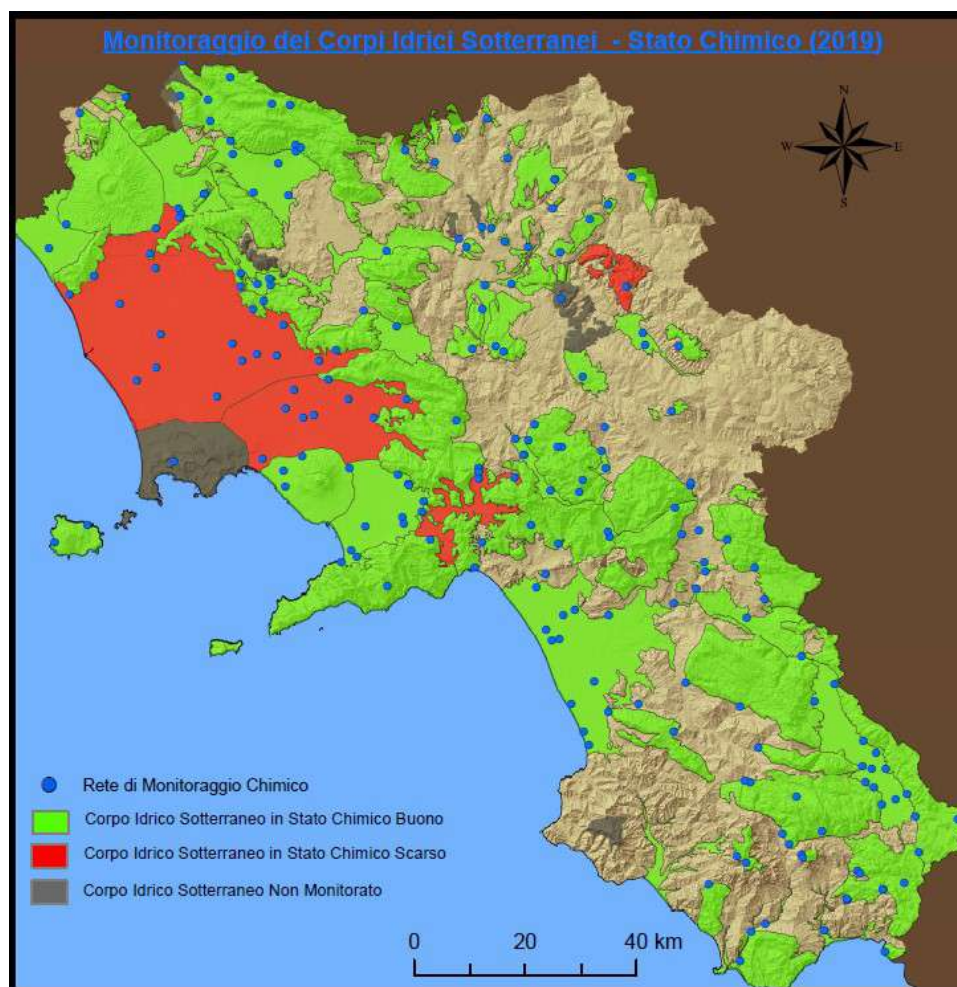 Monitoraggio dei Corpi Idrici Sotterranei - Stato Chimico (2019)
N
W E
S
Rete di Monitoraggio Chimico
Corpo Idrico Sotterraneo in Stato Chimico Buono
Corpo Idrico Sotterraneo in Stato Chimico Scarso
Corpo Idrico Sotterraneo Non Monitorato
0 20 40 km